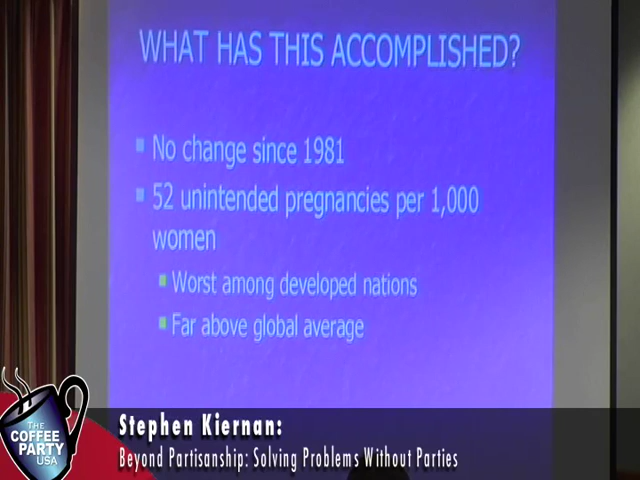 WHAT HAS THIS ACCOMPLISHED?
No change since 1981
52 unintended pregnancies per 1,000
women
Worst among developed nations
Far above global average
THE
COFFEE
PARTY
USA
Stephen Kiernan:
Beyond Partisanship: Solving Problems Without Parties